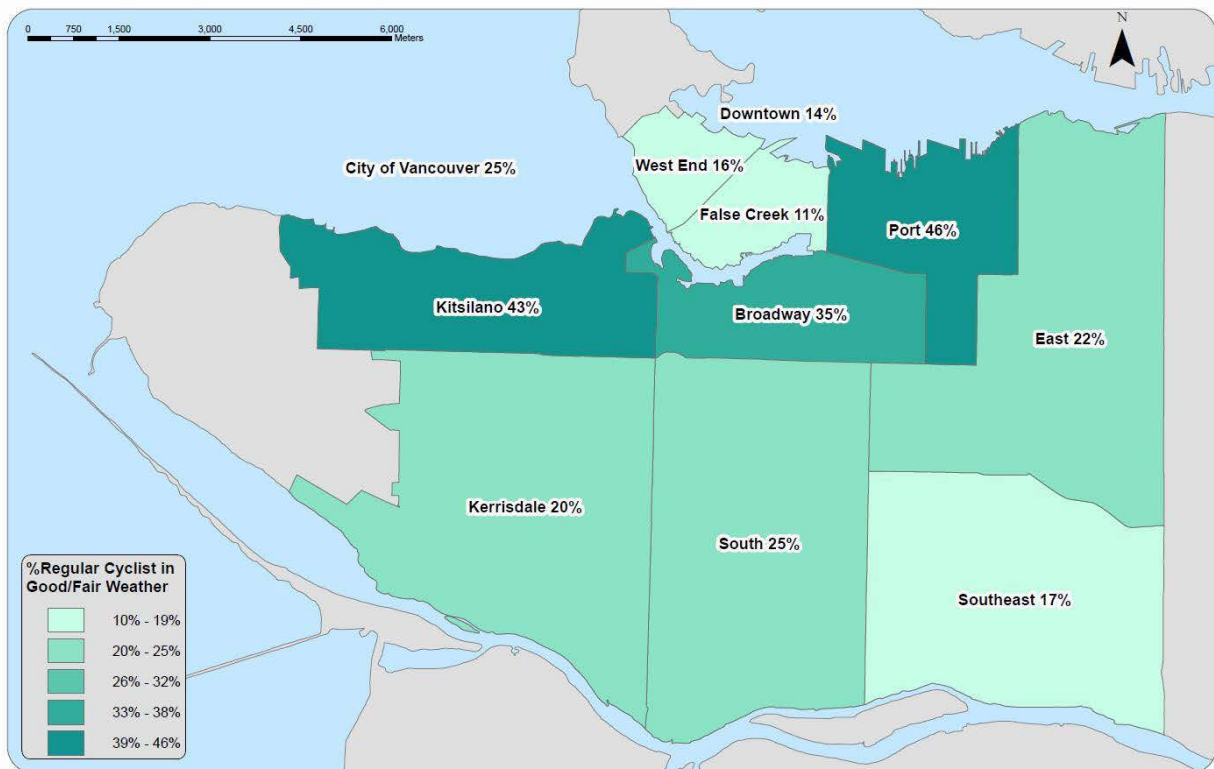 0 750 1,500 3,000 4,500 6,000
Meters
N
Downtown 14%
West End 16%
City of Vancouver 25%
False Creek 11%
Port 46%
Kitsilano 43%
Broadway 35%
East 22%
Kerrisdale 20%
South 25%
Southeast 17%
%Regular Cyclist in
Good/Fair Weather
10% - 19%
20% - 25%
26% - 32%
33% - 38%
39% - 46%